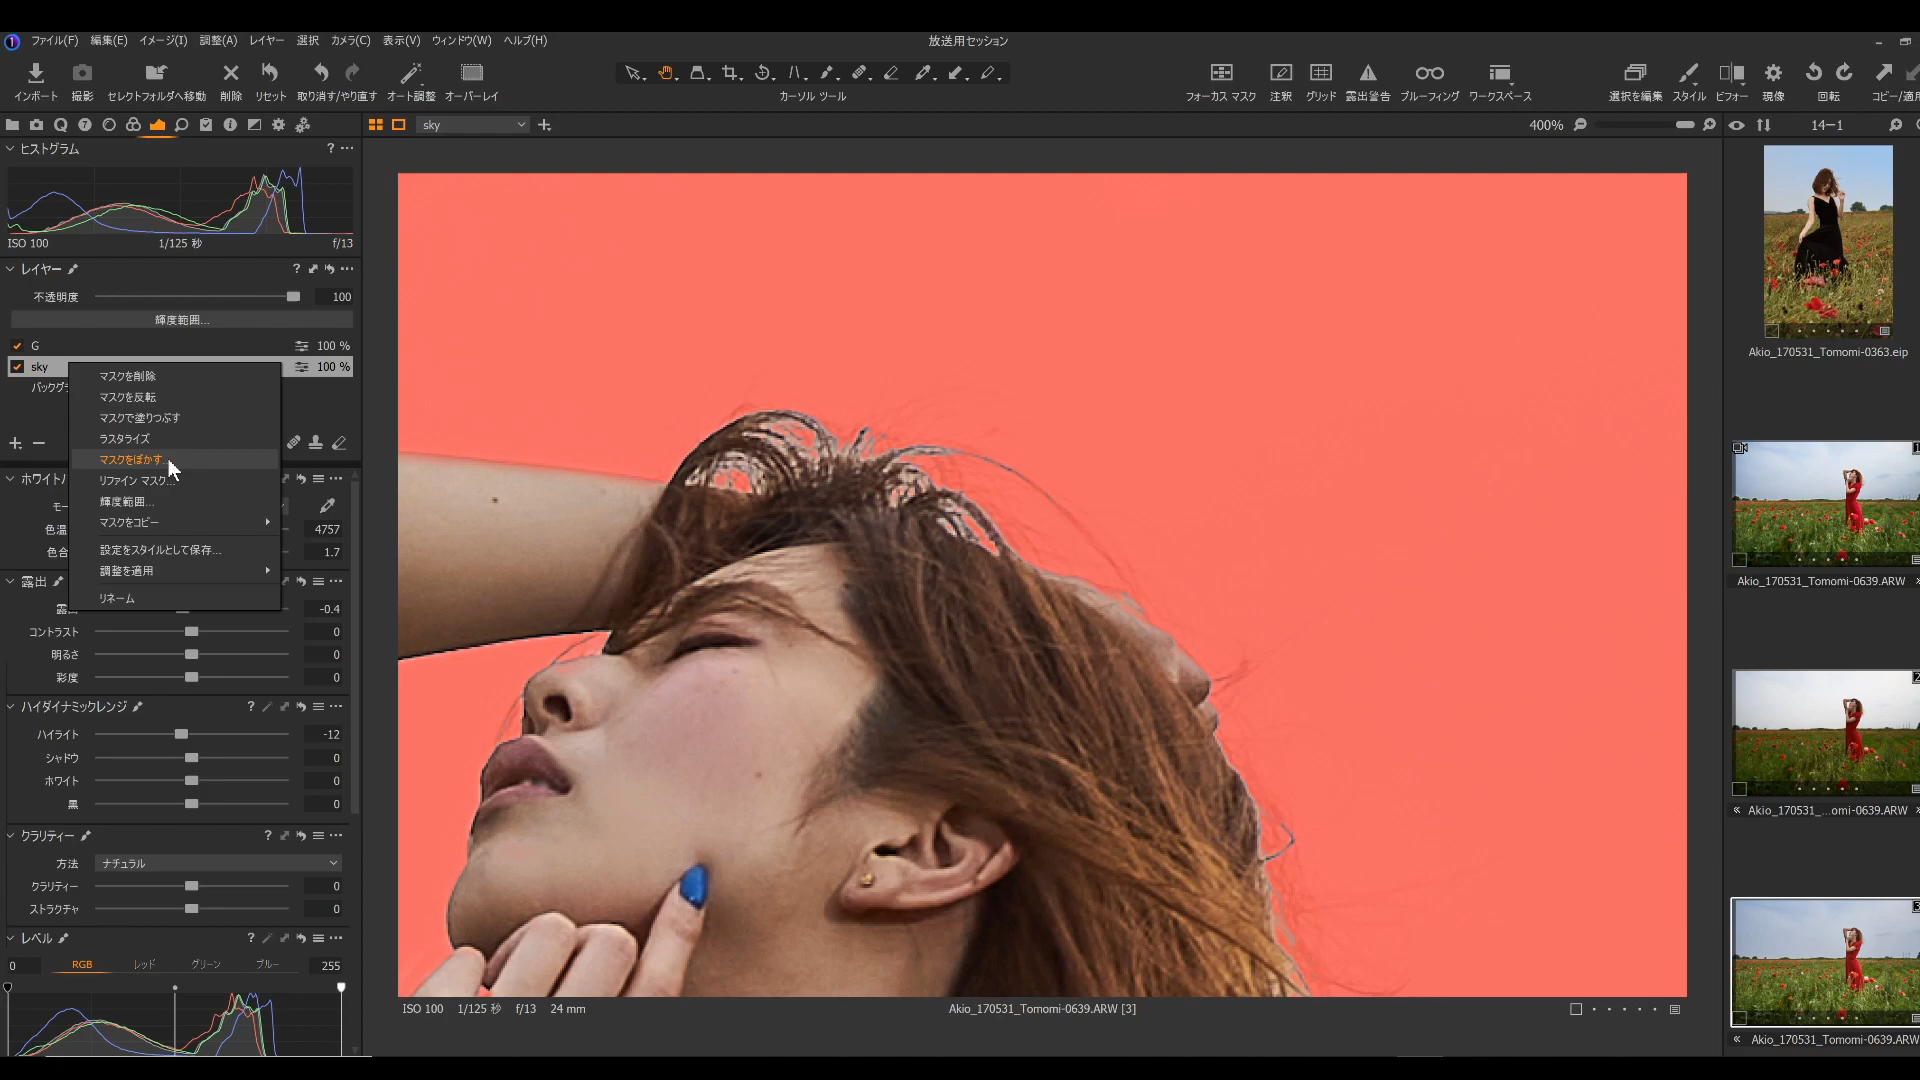 ファイル(F) 編集(E) イメージ(I) 調整(A) レイヤー 選択 カメラ(C) 表示(V) ウィンドウ(W) ヘルプ(H)
放送用セッション
インポート 撮影 セレクトフォルダへ移動 削除 リセット 取り消す/やり直す オート調整 オーバーレイ
カーソル ツール
フォーカス マスク 注釈 グリッド 露出警告 プルーフィング ワークスペース
選択を編集 スタイル ビフォー 現像 回転 コピー/適用
sky
400%
14−1
ヒストグラム
ISO 100 1/125 秒 f/13
レイヤー
不透明度 100
輝度範囲...
G 100 %
sky 100 %
バックグラ
マスクを削除
マスクを反転
マスクで塗りつぶす
ラスタライズ
マスクをぼかす...
リファイン マスク...
輝度範囲...
マスクをコピー
設定をスタイルとして保存...
調整を適用
リネーム
ホワイトバ
モー
色温 4757
色合 1.7
露出
露 -0.4
コントラスト 0
明るさ 0
彩度 0
ハイダイナミックレンジ
ハイライト -12
シャドウ 0
ホワイト 0
黒 0
クラリティー
方法 ナチュラル
クラリティー 0
ストラクチャ 0
レベル
0 RGB レッド グリーン ブルー 255
ISO 100 1/125 秒 f/13 24 mm
Akio_170531_Tomomi-0639.ARW [3]
Akio_170531_Tomomi-0363.eip
1
Akio_170531_Tomomi-0639.ARW
2
Akio_170531_...omi-0639.ARW
3
Akio_170531_Tomomi-0639.ARW